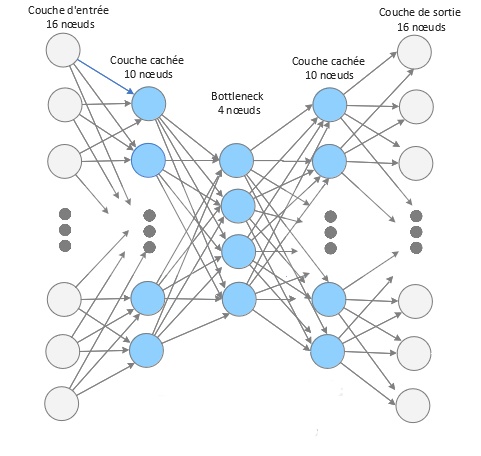 Couche d'entrée
16 nœuds
Couche cachée
10 nœuds
Bottleneck
4 nœuds
Couche cachée
10 nœuds
Couche de sortie
16 nœuds